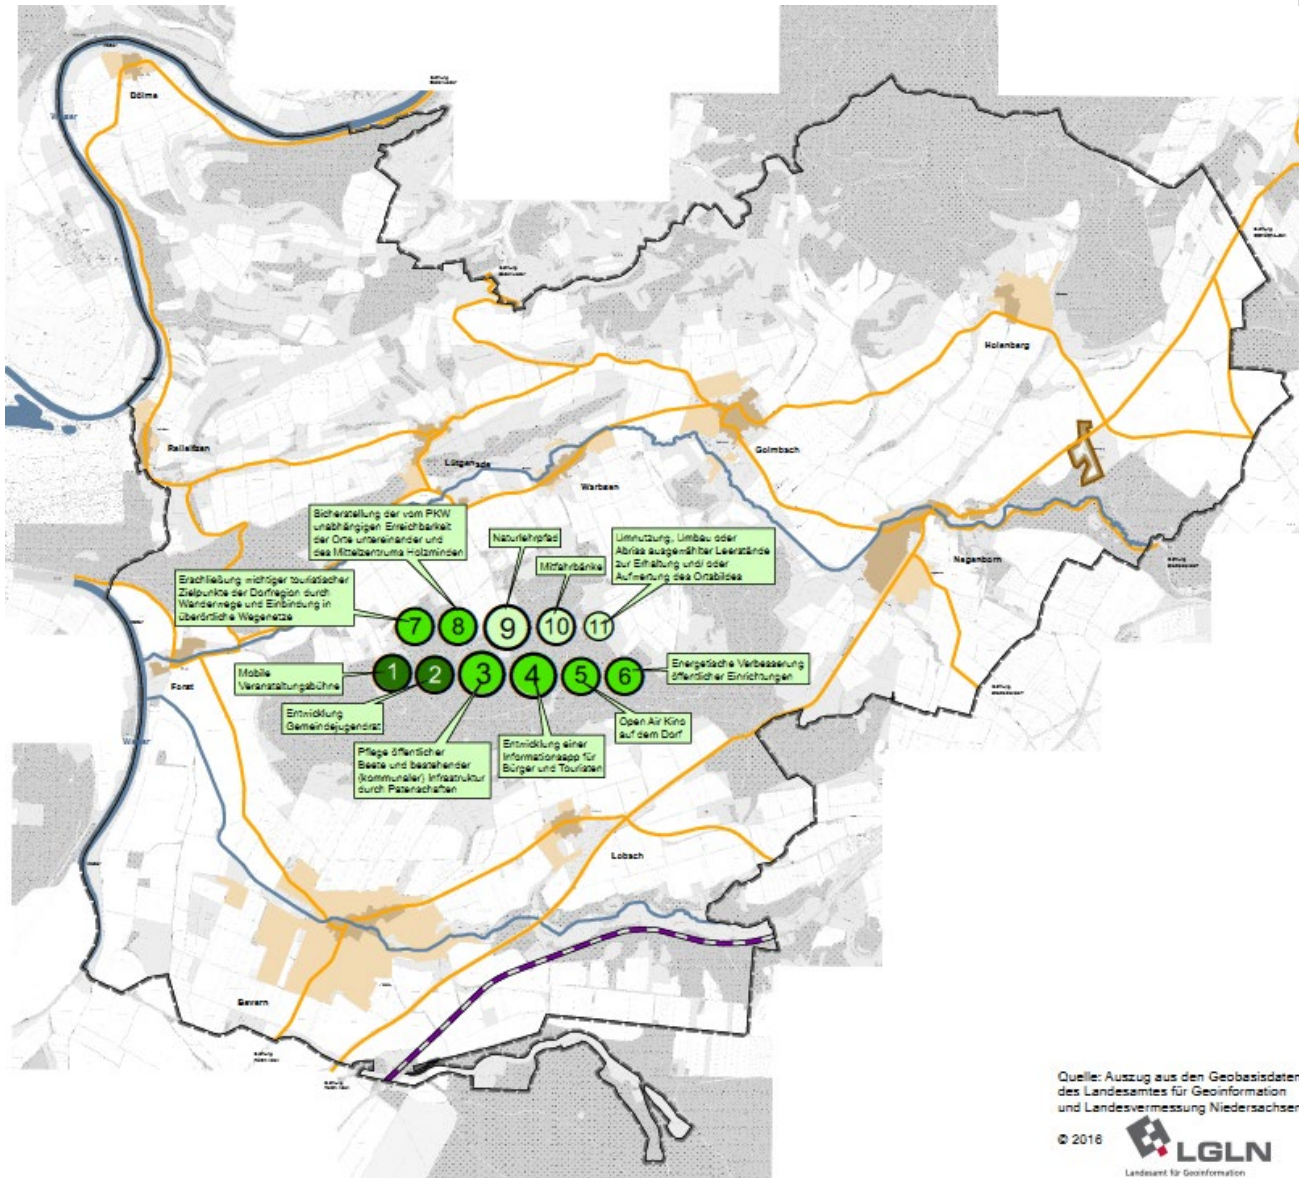 Dölme
Weser
Holenberg
Golmbach
Lütgenade
Warbsen
Negenborn
Sicherstellung der vom PKW
unabhängigen Erreichbarkeit
der Orte untereinander und
des Mittelzentrums Holzminden
Naturlehrpfad
Mitfahrbänke
Umnutzung, Umbau oder
Abriss ausgewählter Leerstände
zur Erhaltung und/ oder
Aufwertung des Ortsbildes
Erschließung wichtiger touristischer
Zielpunkte der Dorfregion durch
Wanderwege und Einbindung in
überörtliche Wegenetze
7
8
9
10
11
1
2
3
4
5
6
Mobile
Veranstaltungsbühne
Energetische Verbesserung
öffentlicher Einrichtungen
Forst
Entwicklung
Gemeindejugendrat
Open Air Kino
auf dem Dorf
Weser
Pflege öffentlicher
Beete und bestehender
(kommunaler) Infrastruktur
durch Patenschaften
Entwicklung einer
Informationsapp für
Bürger und Touristen
Lobach
Bevern
Quelle: Auszug aus den Geobasisdaten
des Landesamtes für Geoinformation
und Landesvermessung Niedersachsen
© 2016
LGLN
Landesamt für Geoinformation